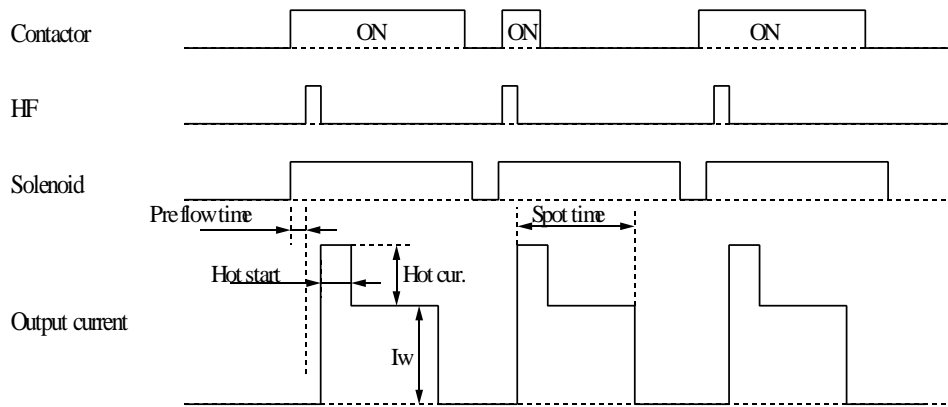 Contactor
ON
ON
ON
HF
Solenoid
Pre flow time
Spot time
Hot start
Hot cur.
Output current
Iw